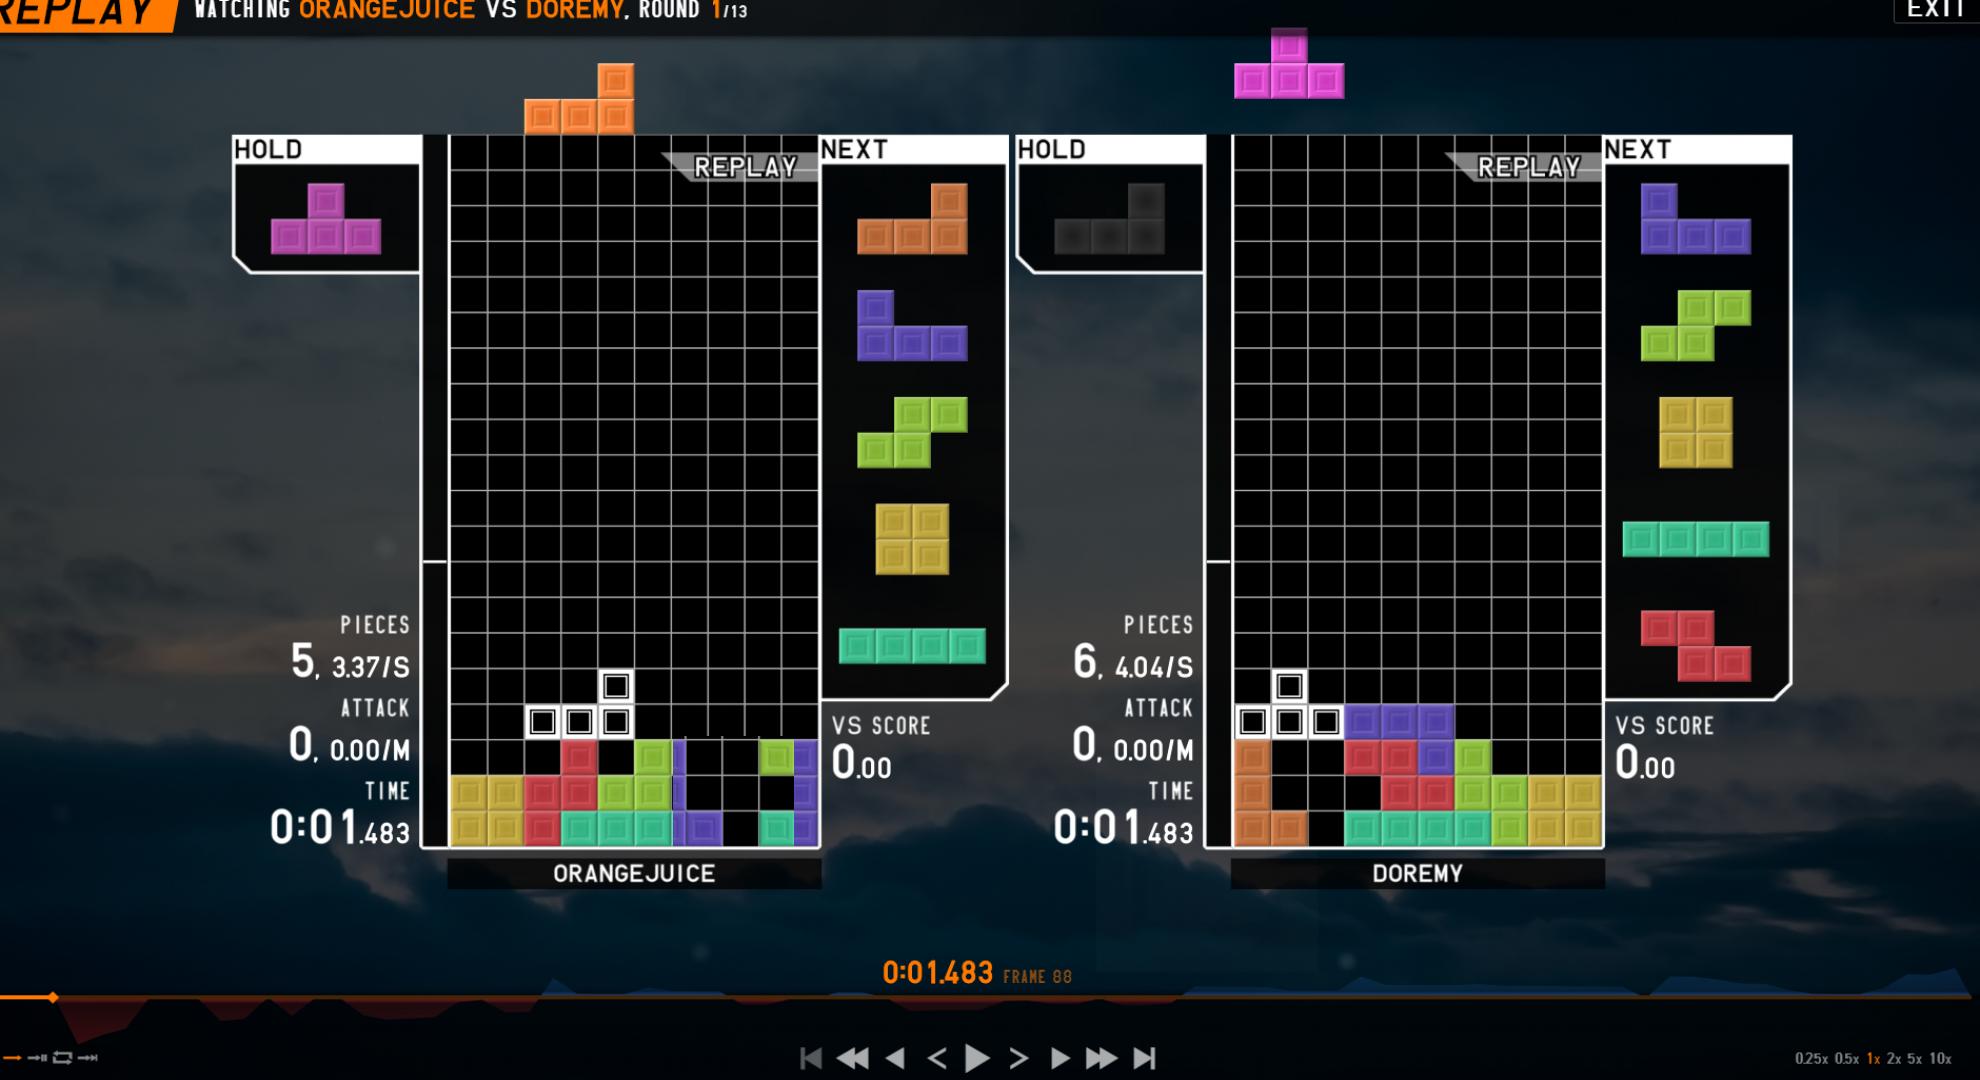 REPLAY WATCHING ORANGEJUICE VS DOREMY, ROUND 1/13 EXIT
HOLD
REPLAY
NEXT
PIECES
5, 3.37/S
ATTACK
0, 0.00/M
TIME
0:01.483
VS SCORE
0.00
ORANGEJUICE
HOLD
REPLAY
NEXT
PIECES
6, 4.04/S
ATTACK
0, 0.00/M
TIME
0:01.483
VS SCORE
0.00
DOREMY
0:01.483 FRAME 88
0.25x 0.5x 1x 2x 5x 10x